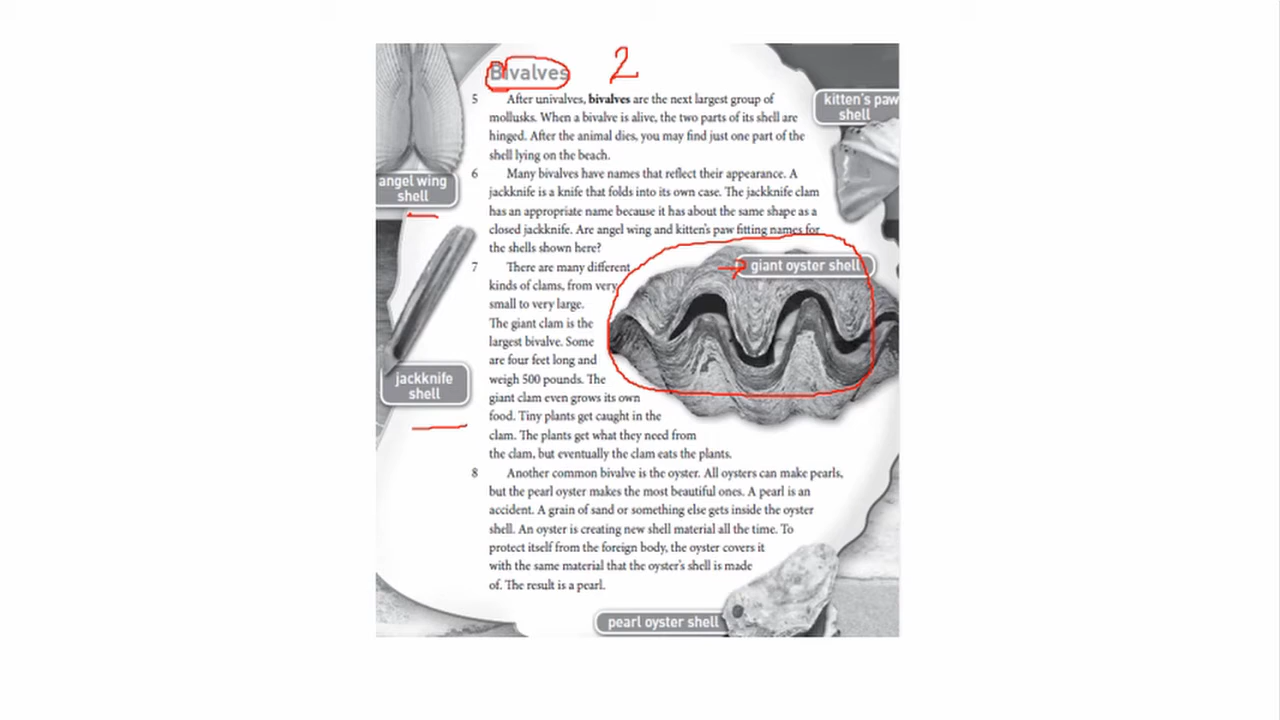 Bivalves 2
5 After univalves, bivalves are the next largest group of
mollusks. When a bivalve is alive, the two parts of its shell are
hinged. After the animal dies, you may find just one part of the
shell lying on the beach.
6 Many bivalves have names that reflect their appearance. A
jackknife is a knife that folds into its own case. The jackknife clam
has an appropriate name because it has about the same shape as a
closed jackknife. Are angel wing and kitten's paw fitting names for
the shells shown here?
7 There are many different
kinds of clams, from very
small to very large.
The giant clam is the
largest bivalve. Some
are four feet long and
weigh 500 pounds. The
giant clam even grows its own
food. Tiny plants get caught in the
clam. The plants get what they need from
the clam, but eventually the clam eats the plants.
8 Another common bivalve is the oyster. All oysters can make pearls,
but the pearl oyster makes the most beautiful ones. A pearl is an
accident. A grain of sand or something else gets inside the oyster
shell. An oyster is creating new shell material all the time. To
protect itself from the foreign body, the oyster covers it
with the same material that the oyster's shell is made
of. The result is a pearl.
angel wing
shell
kitten's paw
shell
giant oyster shell
jackknife
shell
pearl oyster shell